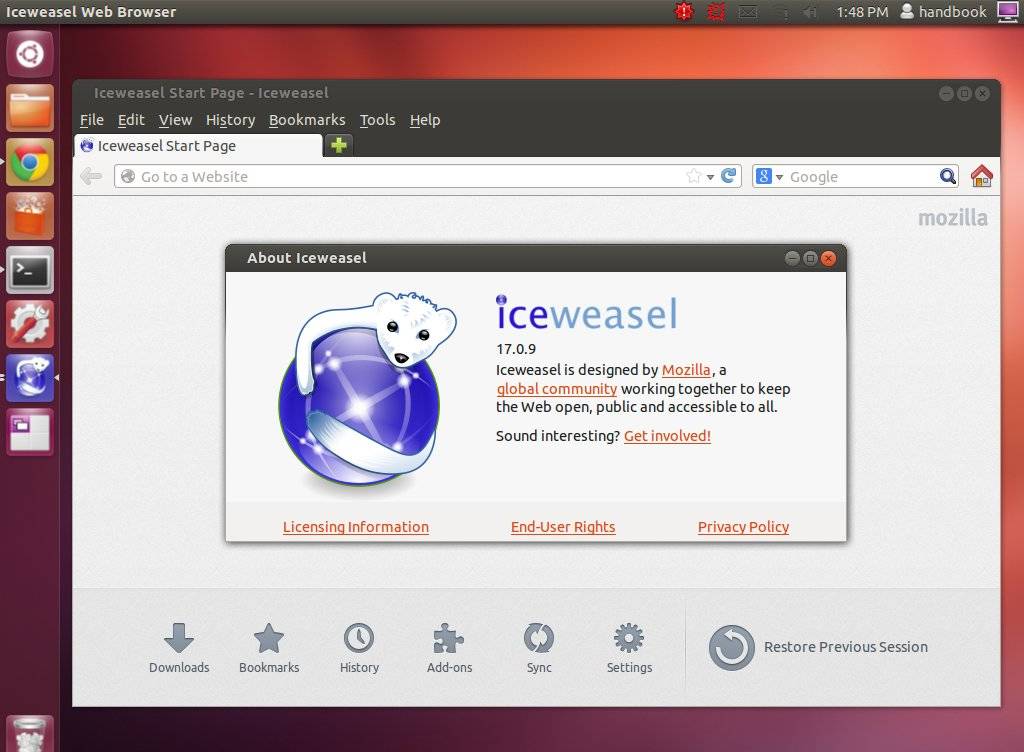 Iceweasel Web Browser
1:48 PM handbook
Iceweasel Start Page - Iceweasel
File Edit View History Bookmarks Tools Help
Iceweasel Start Page
Go to a Website
8 Google
mozilla
About Iceweasel
iceweasel
17.0.9
Iceweasel is designed by Mozilla, a
global community working together to keep
the Web open, public and accessible to all.
Sound interesting? Get involved!
Licensing Information End-User Rights Privacy Policy
Downloads Bookmarks History Add-ons Sync Settings Restore Previous Session